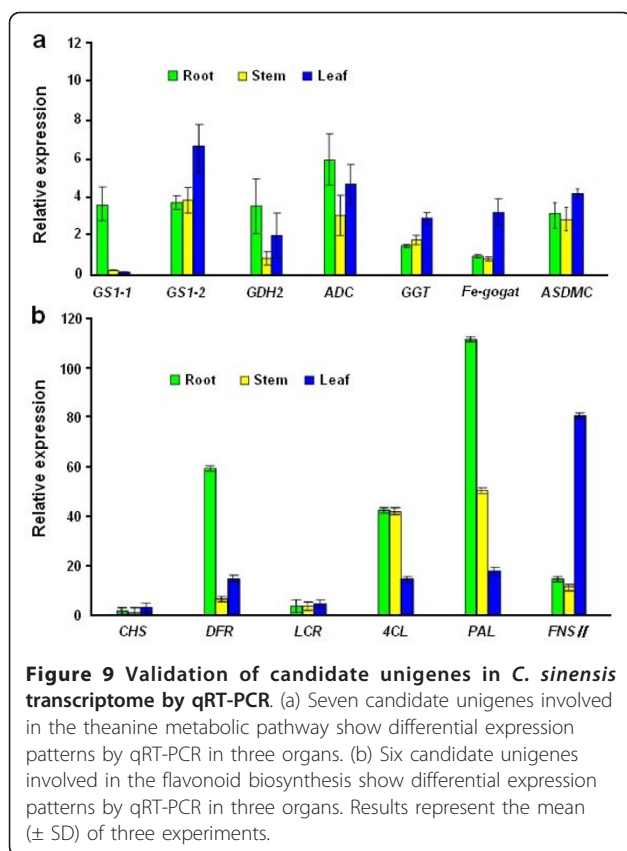 a
12
10
8
6
4
2
0
Relative expression
Root Stem Leaf
GS1-1 GS1-2 GDH2 ADC GGT Fe-gogat ASDMC
b
120
100
80
60
40
20
0
Relative expression
Root Stem Leaf
CHS DFR LCR 4CL PAL FNS II
Figure 9 Validation of candidate unigenes in C. sinensis
transcriptome by qRT-PCR. (a) Seven candidate unigenes involved
in the theanine metabolic pathway show differential expression
patterns by qRT-PCR in three organs. (b) Six candidate unigenes
involved in the flavonoid biosynthesis show differential expression
patterns by qRT-PCR in three organs. Results represent the mean
(± SD) of three experiments.